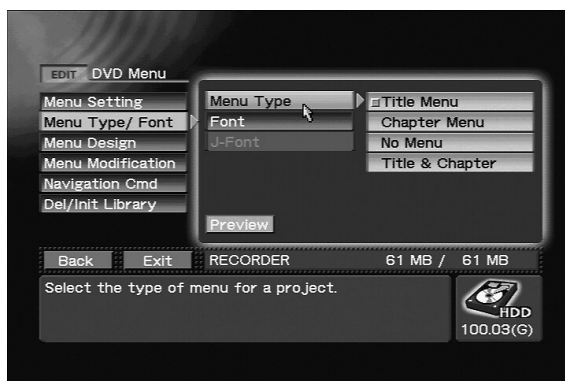 EDIT DVD Menu
Menu Setting
Menu Type/ Font
Menu Design
Menu Modification
Navigation Cmd
Del/Init Library
Menu Type
Font
J-Font
Preview
Title Menu
Chapter Menu
No Menu
Title & Chapter
Back Exit RECORDER 61 MB / 61 MB
Select the type of menu for a project.
HDD
100.03(G)